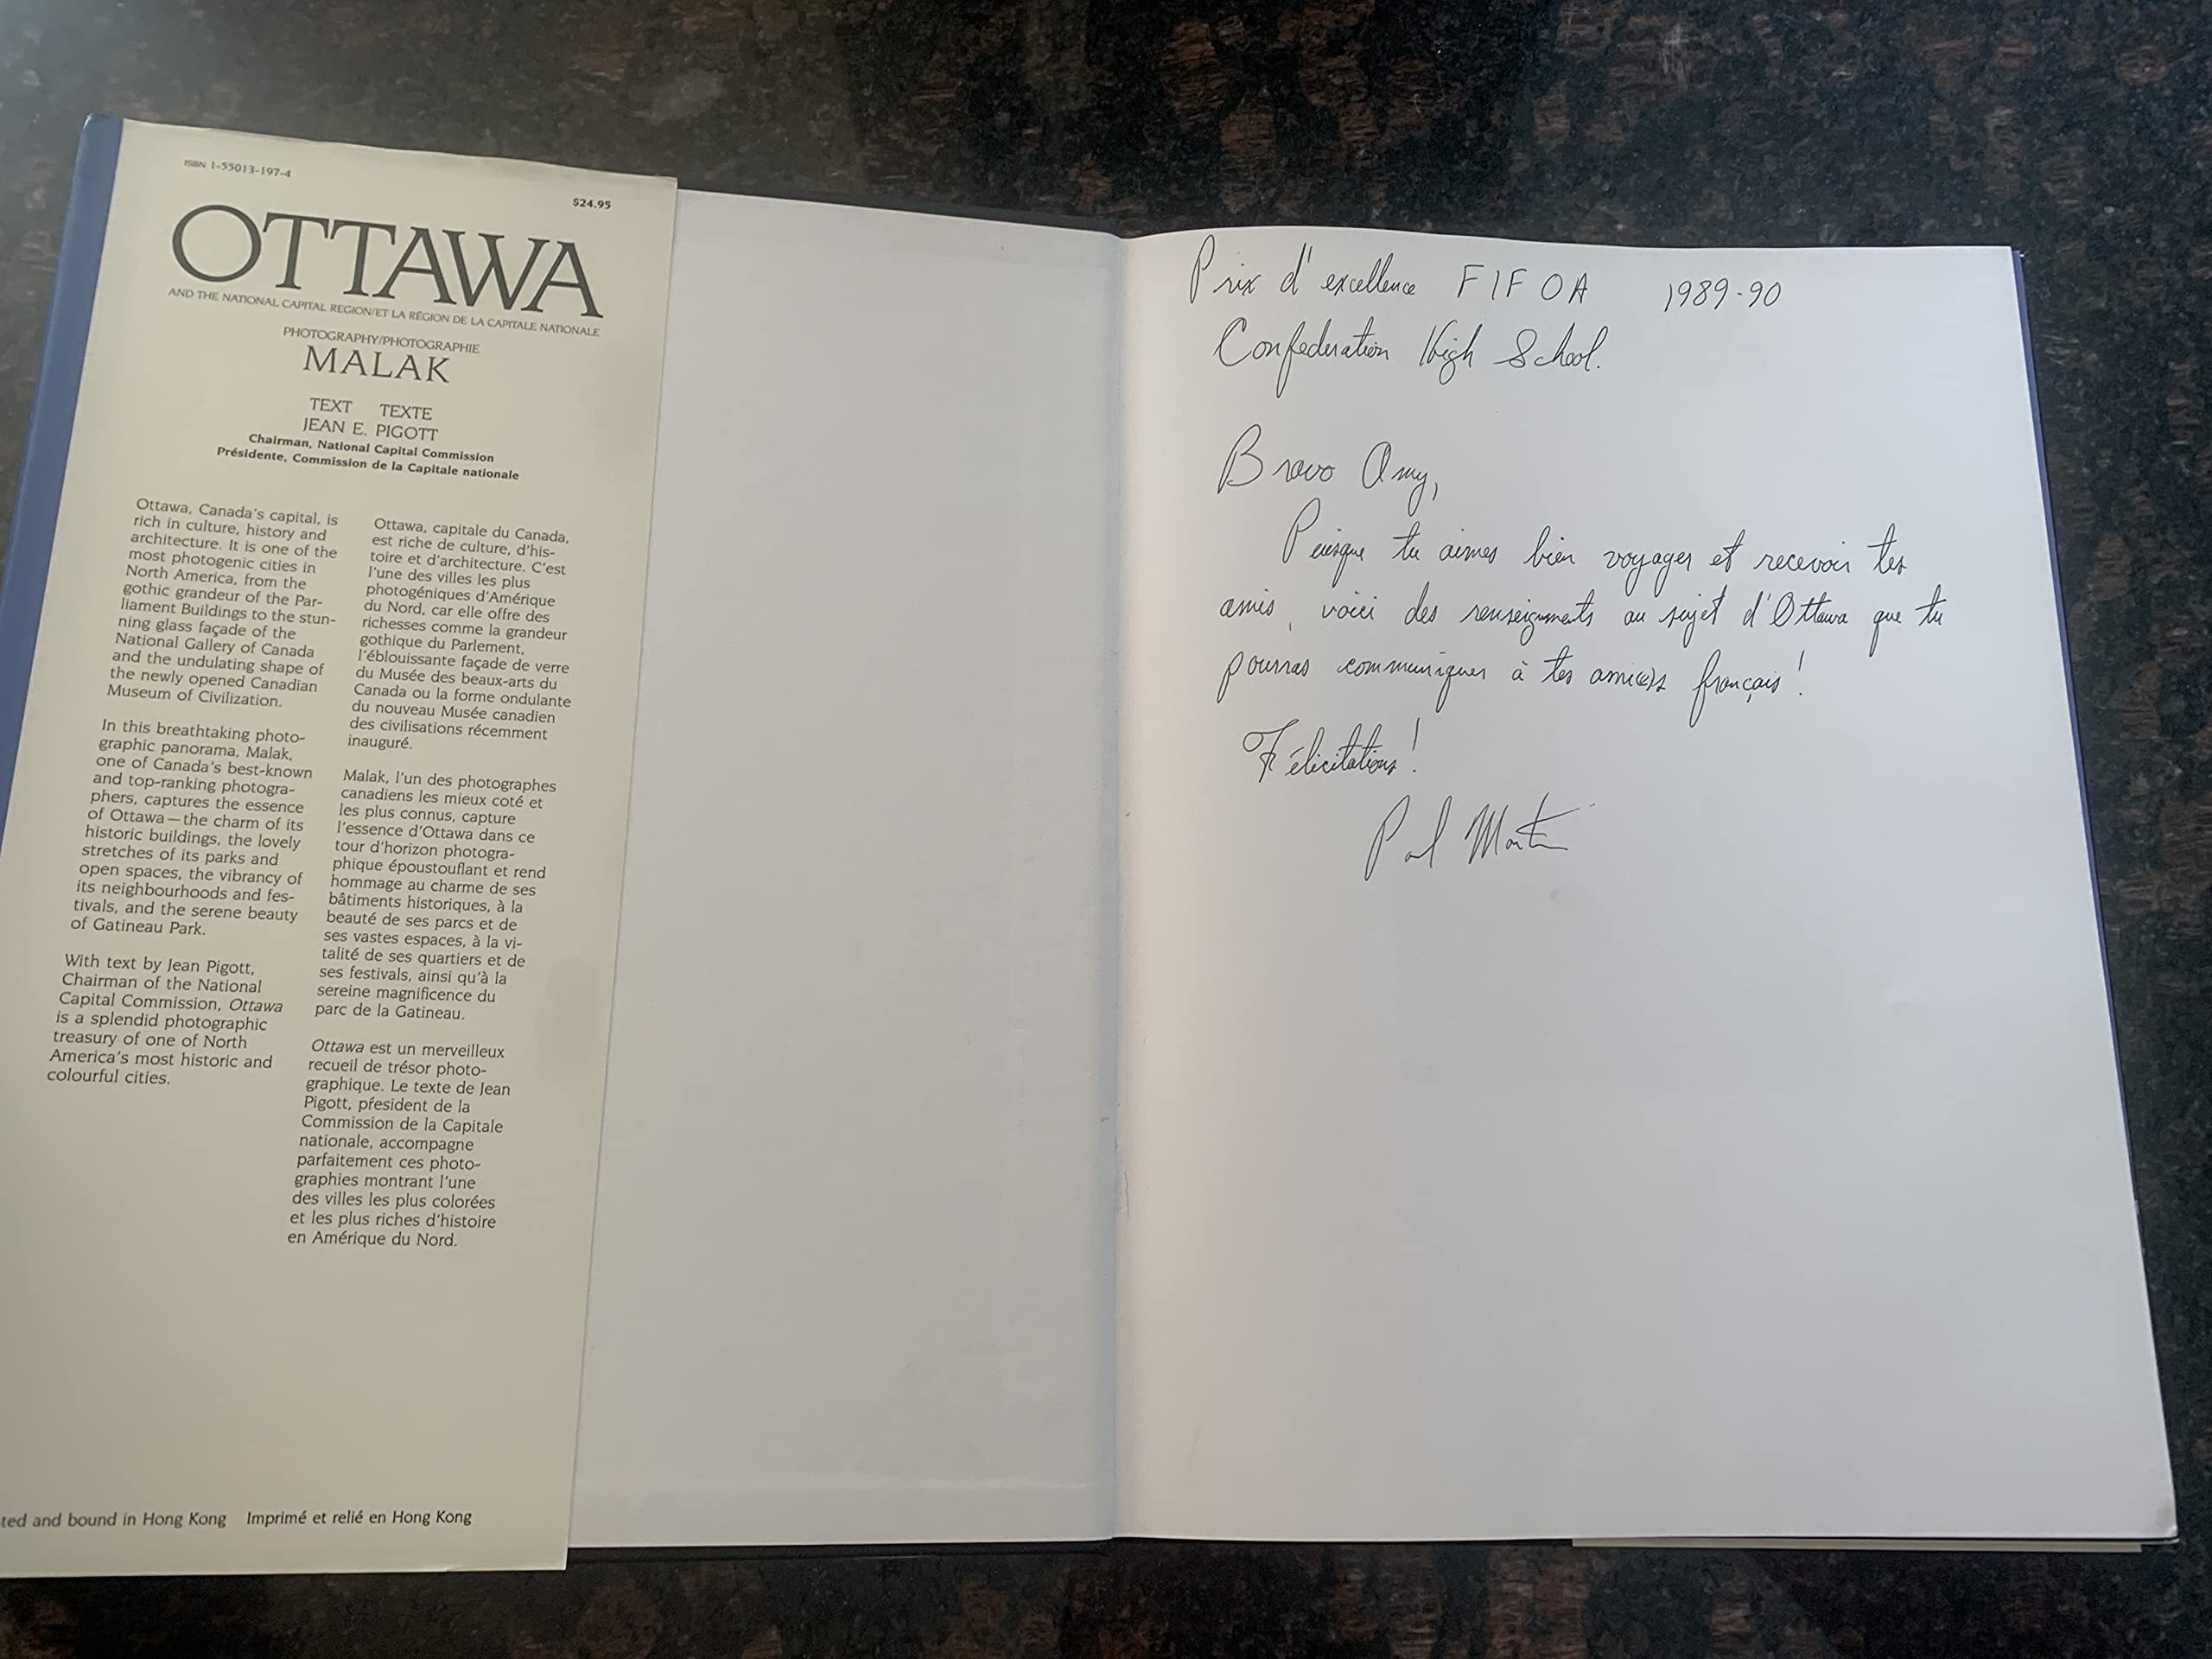 ISBN 1-55013-197-4
$24.95
OTTAWA
AND THE NATIONAL CAPITAL REGION/ET LA RÉGION DE LA CAPITALE NATIONALE
PHOTOGRAPHY/PHOTOGRAPHIE
MALAK
TEXT TEXTE
JEAN E. PIGOTT
Chairman, National Capital Commission
Présidente, Commission de la Capitale nationale
Ottawa, Canada's capital, is
rich in culture, history and
architecture. It is one of the
most photogenic cities in
North America, from the
gothic grandeur of the Par-
liament Buildings to the stun-
ning glass façade of the
National Gallery of Canada
and the undulating shape of
the newly opened Canadian
Museum of Civilization.
In this breathtaking photo-
graphic panorama, Malak,
one of Canada's best-known
and top-ranking photogra-
phers, captures the essence
of Ottawa—the charm of its
historic buildings, the lovely
stretches of its parks and
open spaces, the vibrancy of
its neighbourhoods and fes-
tivals, and the serene beauty
of Gatineau Park.
With text by Jean Pigott,
Chairman of the National
Capital Commission, Ottawa
is a splendid photographic
treasury of one of North
America's most historic and
colourful cities.
Ottawa, capitale du Canada,
est riche de culture, d'his-
toire et d'architecture. C'est
l'une des villes les plus
photogéniques d'Amérique
du Nord, car elle offre des
richesses comme la grandeur
gothique du Parlement,
l'éblouissante façade de verre
du Musée des beaux-arts du
Canada ou la forme ondulante
du nouveau Musée canadien
des civilisations récemment
inauguré.
Malak, l'un des photographes
canadiens les mieux coté et
les plus connus, capture
l'essence d'Ottawa dans ce
tour d'horizon photogra-
phique époustouflant et rend
hommage au charme de ses
bâtiments historiques, à la
beauté de ses parcs et de
ses vastes espaces, à la vi-
talité de ses quartiers et de
ses festivals, ainsi qu'à la
sereine magnificence du
parc de la Gatineau.
Ottawa est un merveilleux
recueil de trésor photo-
graphique. Le texte de Jean
Pigott, pŕesident de la
Commission de la Capitale
nationale, accompagne
parfaitement ces photo-
graphies montrant l'une
des villes les plus colorées
et les plus riches d'histoire
en Amérique du Nord.
ted and bound in Hong Kong Imprimé et relié en Hong Kong
Prix d'excellence FIFOA 1989-90
Confederation High School.
Bravo Amy,
Puisque tu aimes bien voyager et recevoir tes
amis, voici des renseignments au sujet d'Ottawa que tu
pourras communiquer à tes ami(e)s français!
Félicitations!
Paul Martin